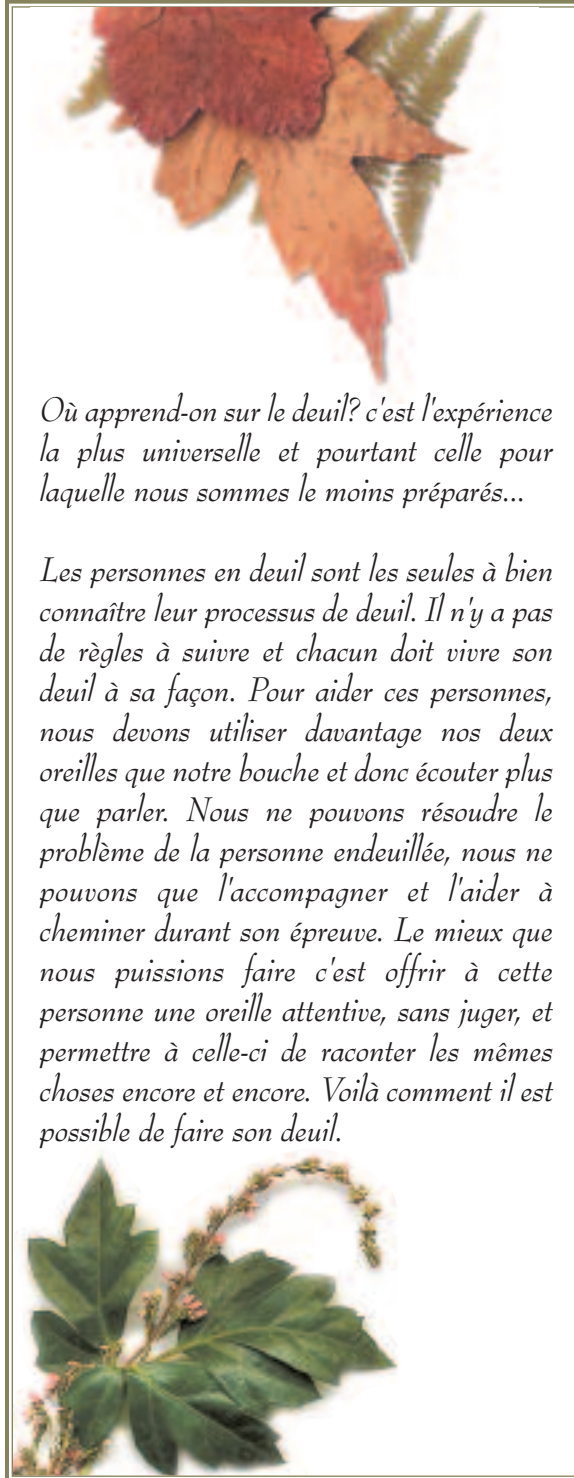 Où apprend-on sur le deuil? c'est l'expérience
la plus universelle et pourtant celle pour
laquelle nous sommes le moins préparés...
Les personnes en deuil sont les seules à bien
connaître leur processus de deuil. Il n'y a pas
de règles à suivre et chacun doit vivre son
deuil à sa façon. Pour aider ces personnes,
nous devons utiliser davantage nos deux
oreilles que notre bouche et donc écouter plus
que parler. Nous ne pouvons résoudre le
problème de la personne endeuillée, nous ne
pouvons que l'accompagner et l'aider à
cheminer durant son épreuve. Le mieux que
nous puissions faire c'est offrir à cette
personne une oreille attentive, sans juger, et
permettre à celle-ci de raconter les mêmes
choses encore et encore. Voilà comment il est
possible de faire son deuil.